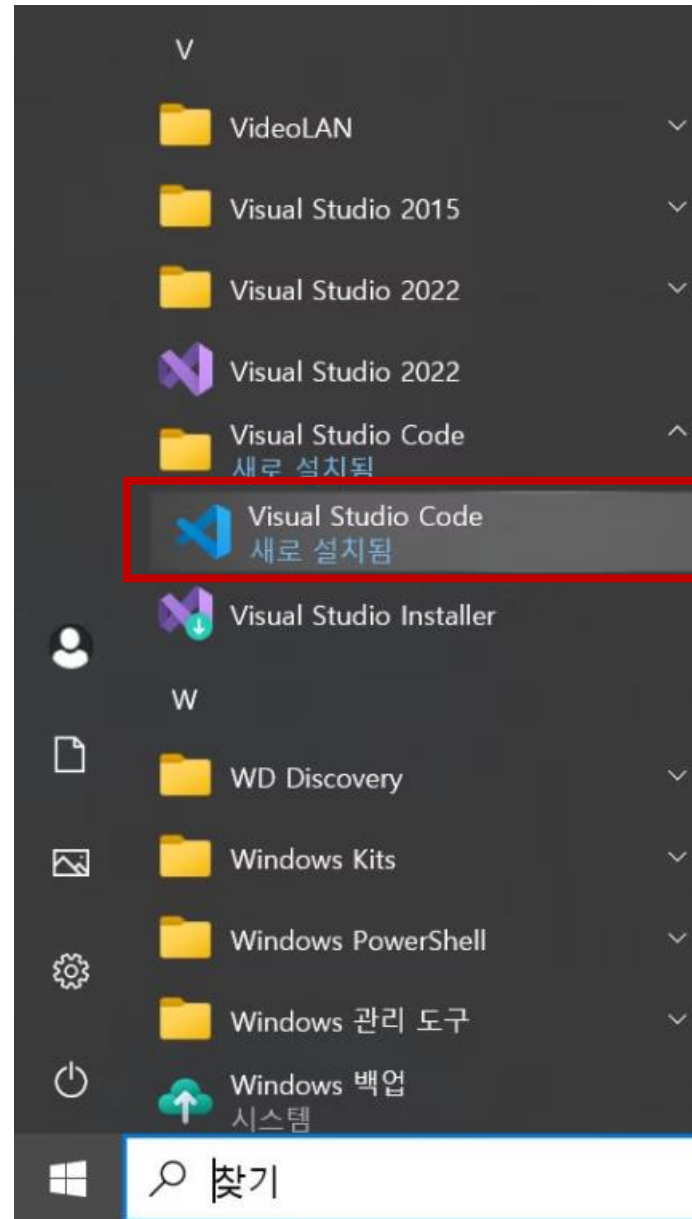 V
VideoLAN
Visual Studio 2015
Visual Studio 2022
Visual Studio 2022
Visual Studio Code
새로 설치됨
Visual Studio Code
새로 설치됨
Visual Studio Installer
W
WD Discovery
Windows Kits
Windows PowerShell
Windows 관리 도구
Windows 백업
시스템
찾기